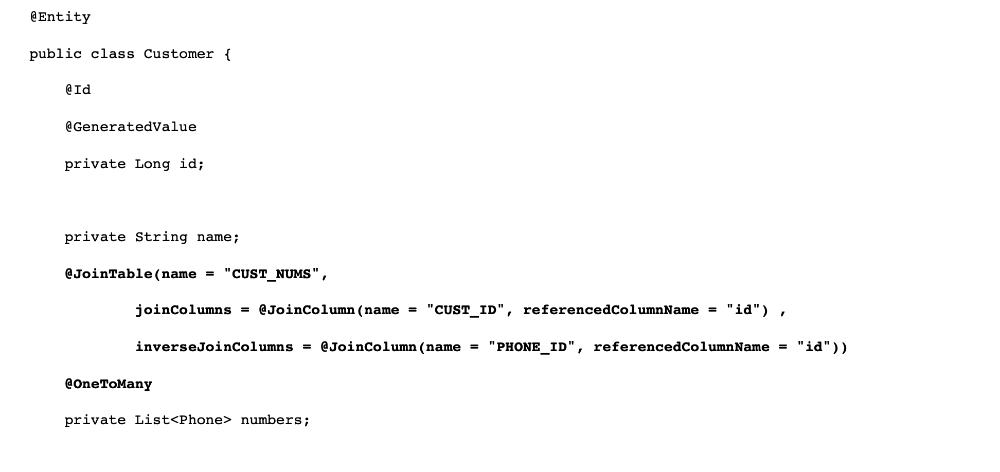 @Entity
public class Customer {
@Id
@GeneratedValue
private Long id;
private String name;
@JoinTable(name = "CUST_NUMS",
joinColumns = @JoinColumn(name = "CUST_ID", referencedColumnName = "id") ,
inverseJoinColumns = @JoinColumn(name = "PHONE_ID", referencedColumnName = "id"))
@OneToMany
private List<Phone> numbers;